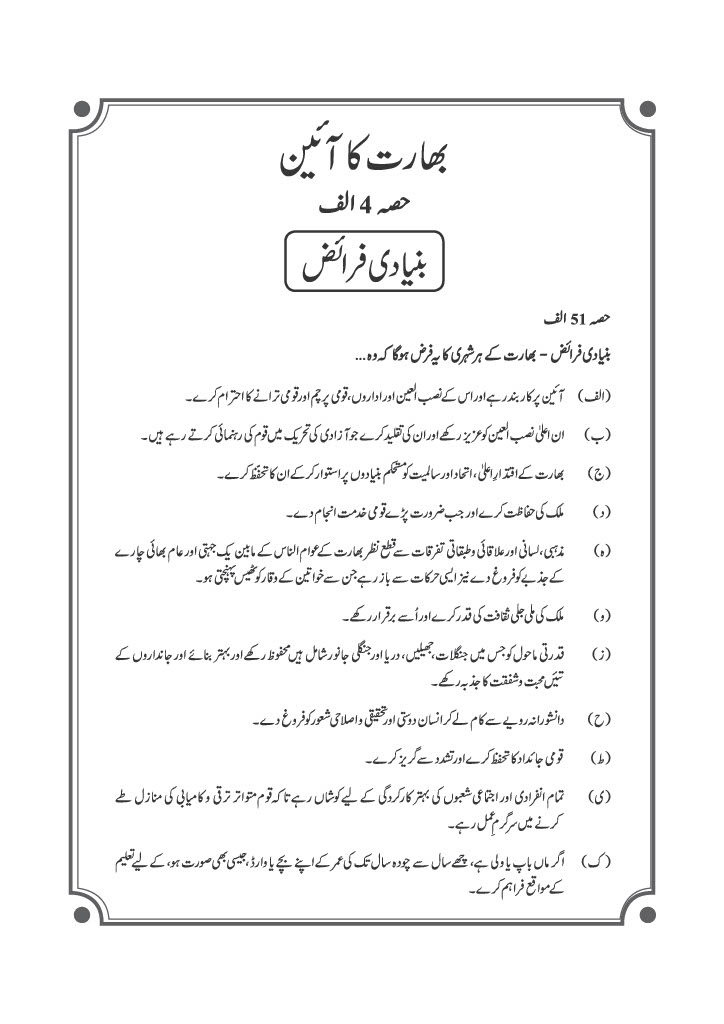 بھارت کا آئین
حصہ 4 الف
بنیادی فرائض
حصہ 51 الف
بنیادی فرائض – بھارت کے ہر شہری کا یہ فرض ہوگا کہ وہ ...
(الف) آئین پر کاربند رہے اور اس کے نصب العین اور اداروں، قومی پرچم اور قومی ترانے کا احترام کرے۔
(ب) ان اعلیٰ نصب العین کو عزیز رکھے اور ان کی تقلید کرے جو آزادی کی تحریک میں قوم کی رہنمائی کرتے رہے ہیں۔
(ج) بھارت کے اقتدارِ اعلیٰ، اتحاد اور سالمیت کو مستحکم بنیادوں پر استوار کرکے ان کا تحفظ کرے۔
(د) ملک کی حفاظت کرے اور جب ضرورت پڑے قومی خدمت انجام دے۔
(ہ) مذہبی، لسانی اور علاقائی و طبقاتی تفرقات سے قطع نظر بھارت کے عوام الناس کے مابین یک جہتی اور عام بھائی چارے
کے جذبے کو فروغ دے نیز ایسی حرکات سے باز رہے جن سے خواتین کے وقار کو ٹھیس پہنچتی ہو۔
(و) ملک کی ملی جلی ثقافت کی قدر کرے اور اُسے برقرار رکھے۔
(ز) قدرتی ماحول کو جس میں جنگلات، جھیلیں، دریا اور جنگلی جانور شامل ہیں محفوظ رکھے اور بہتر بنائے اور جانداروں کے
تئیں محبت و شفقت کا جذبہ رکھے۔
(ح) دانشورانہ رویے سے کام لے کر انسان دوستی اور تحقیقی و اصلاحی شعور کو فروغ دے۔
(ط) قومی جائداد کا تحفظ کرے اور تشدد سے گریز کرے۔
(ی) تمام انفرادی اور اجتماعی شعبوں کی بہتر کارکردگی کے لیے کوشاں رہے تاکہ قوم متواتر ترقی و کامیابی کی منازل طے
کرنے میں سرگرمِ عمل رہے۔
(ک) اگر ماں باپ یا ولی ہے، چھے سال سے چودہ سال تک کی عمر کے اپنے بچے یا وارڈ، جیسی بھی صورت ہو، کے لیے تعلیم
کے مواقع فراہم کرے۔